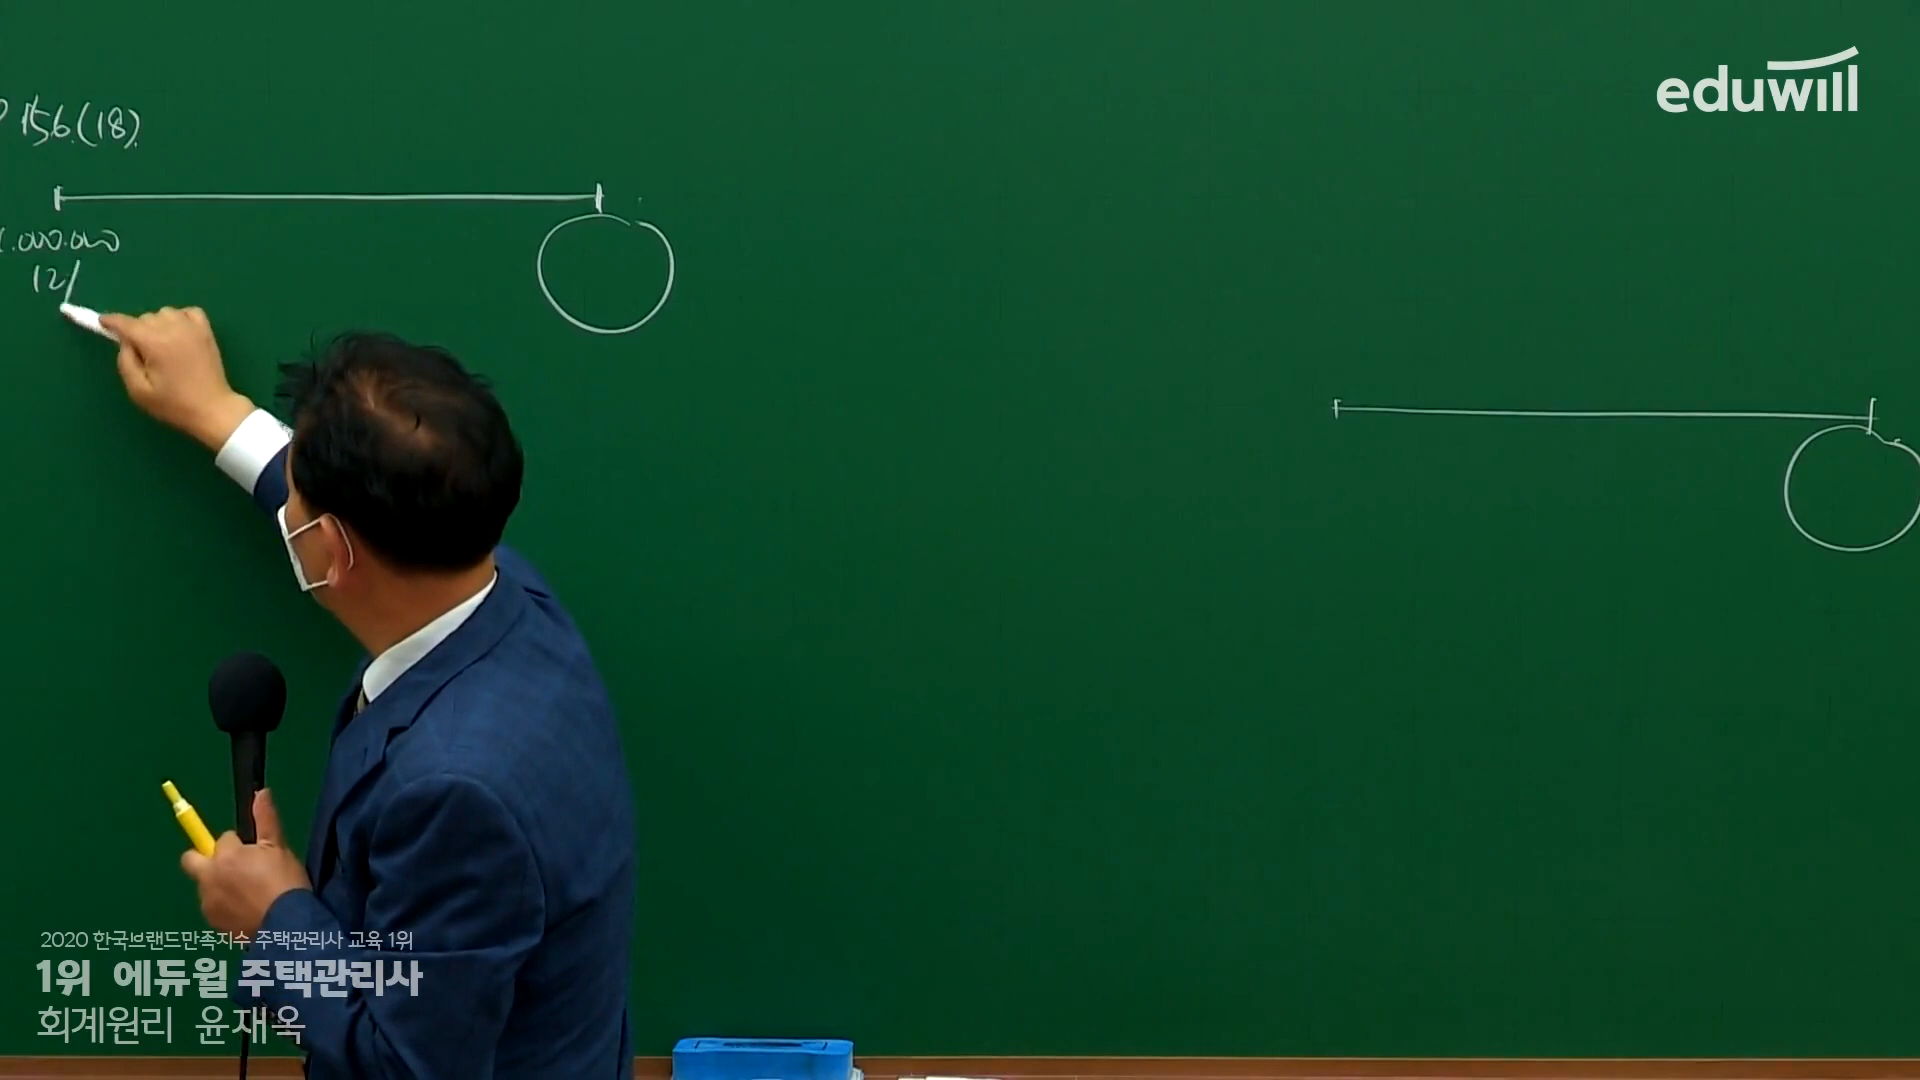 eduwill
156(18)
.000.000
12/
2020 한국브랜드만족지수 주택관리사 교육 1위
1위 에듀윌 주택관리사
회계원리 윤재옥